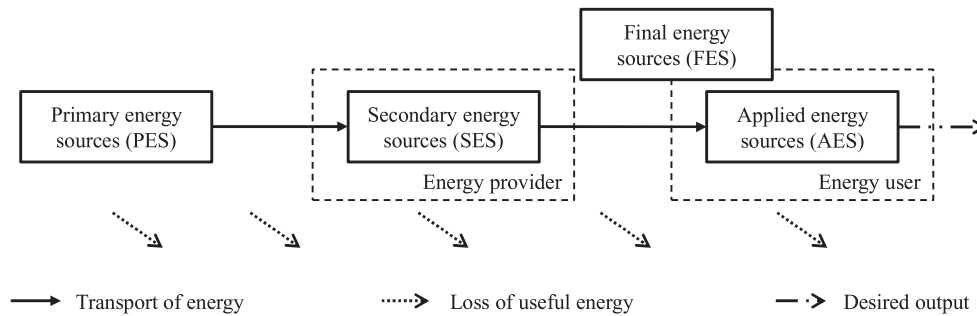 Final energy
sources (FES)
Primary energy
sources (PES)
Secondary energy
sources (SES)
Applied energy
sources (AES)
Energy provider
Energy user
Transport of energy
Loss of useful energy
Desired output